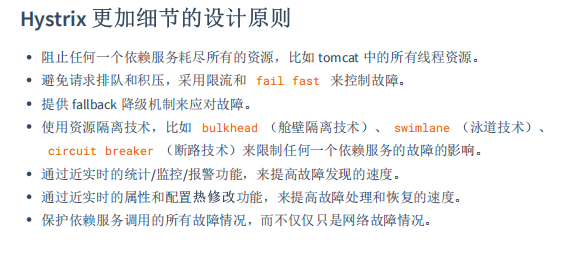 Hystrix 更加细节的设计原则
• 阻止任何一个依赖服务耗尽所有的资源，比如 tomcat 中的所有线程资源。
• 避免请求排队和积压，采用限流和 fail fast 来控制故障。
• 提供 fallback 降级机制来应对故障。
• 使用资源隔离技术，比如 bulkhead （舱壁隔离技术）、 swimlane （泳道技术）、
circuit breaker （断路技术）来限制任何一个依赖服务的故障的影响。
• 通过近实时的统计/监控/报警功能，来提高故障发现的速度。
• 通过近实时的属性和配置热修改功能，来提高故障处理和恢复的速度。
• 保护依赖服务调用的所有故障情况，而不仅仅只是网络故障情况。